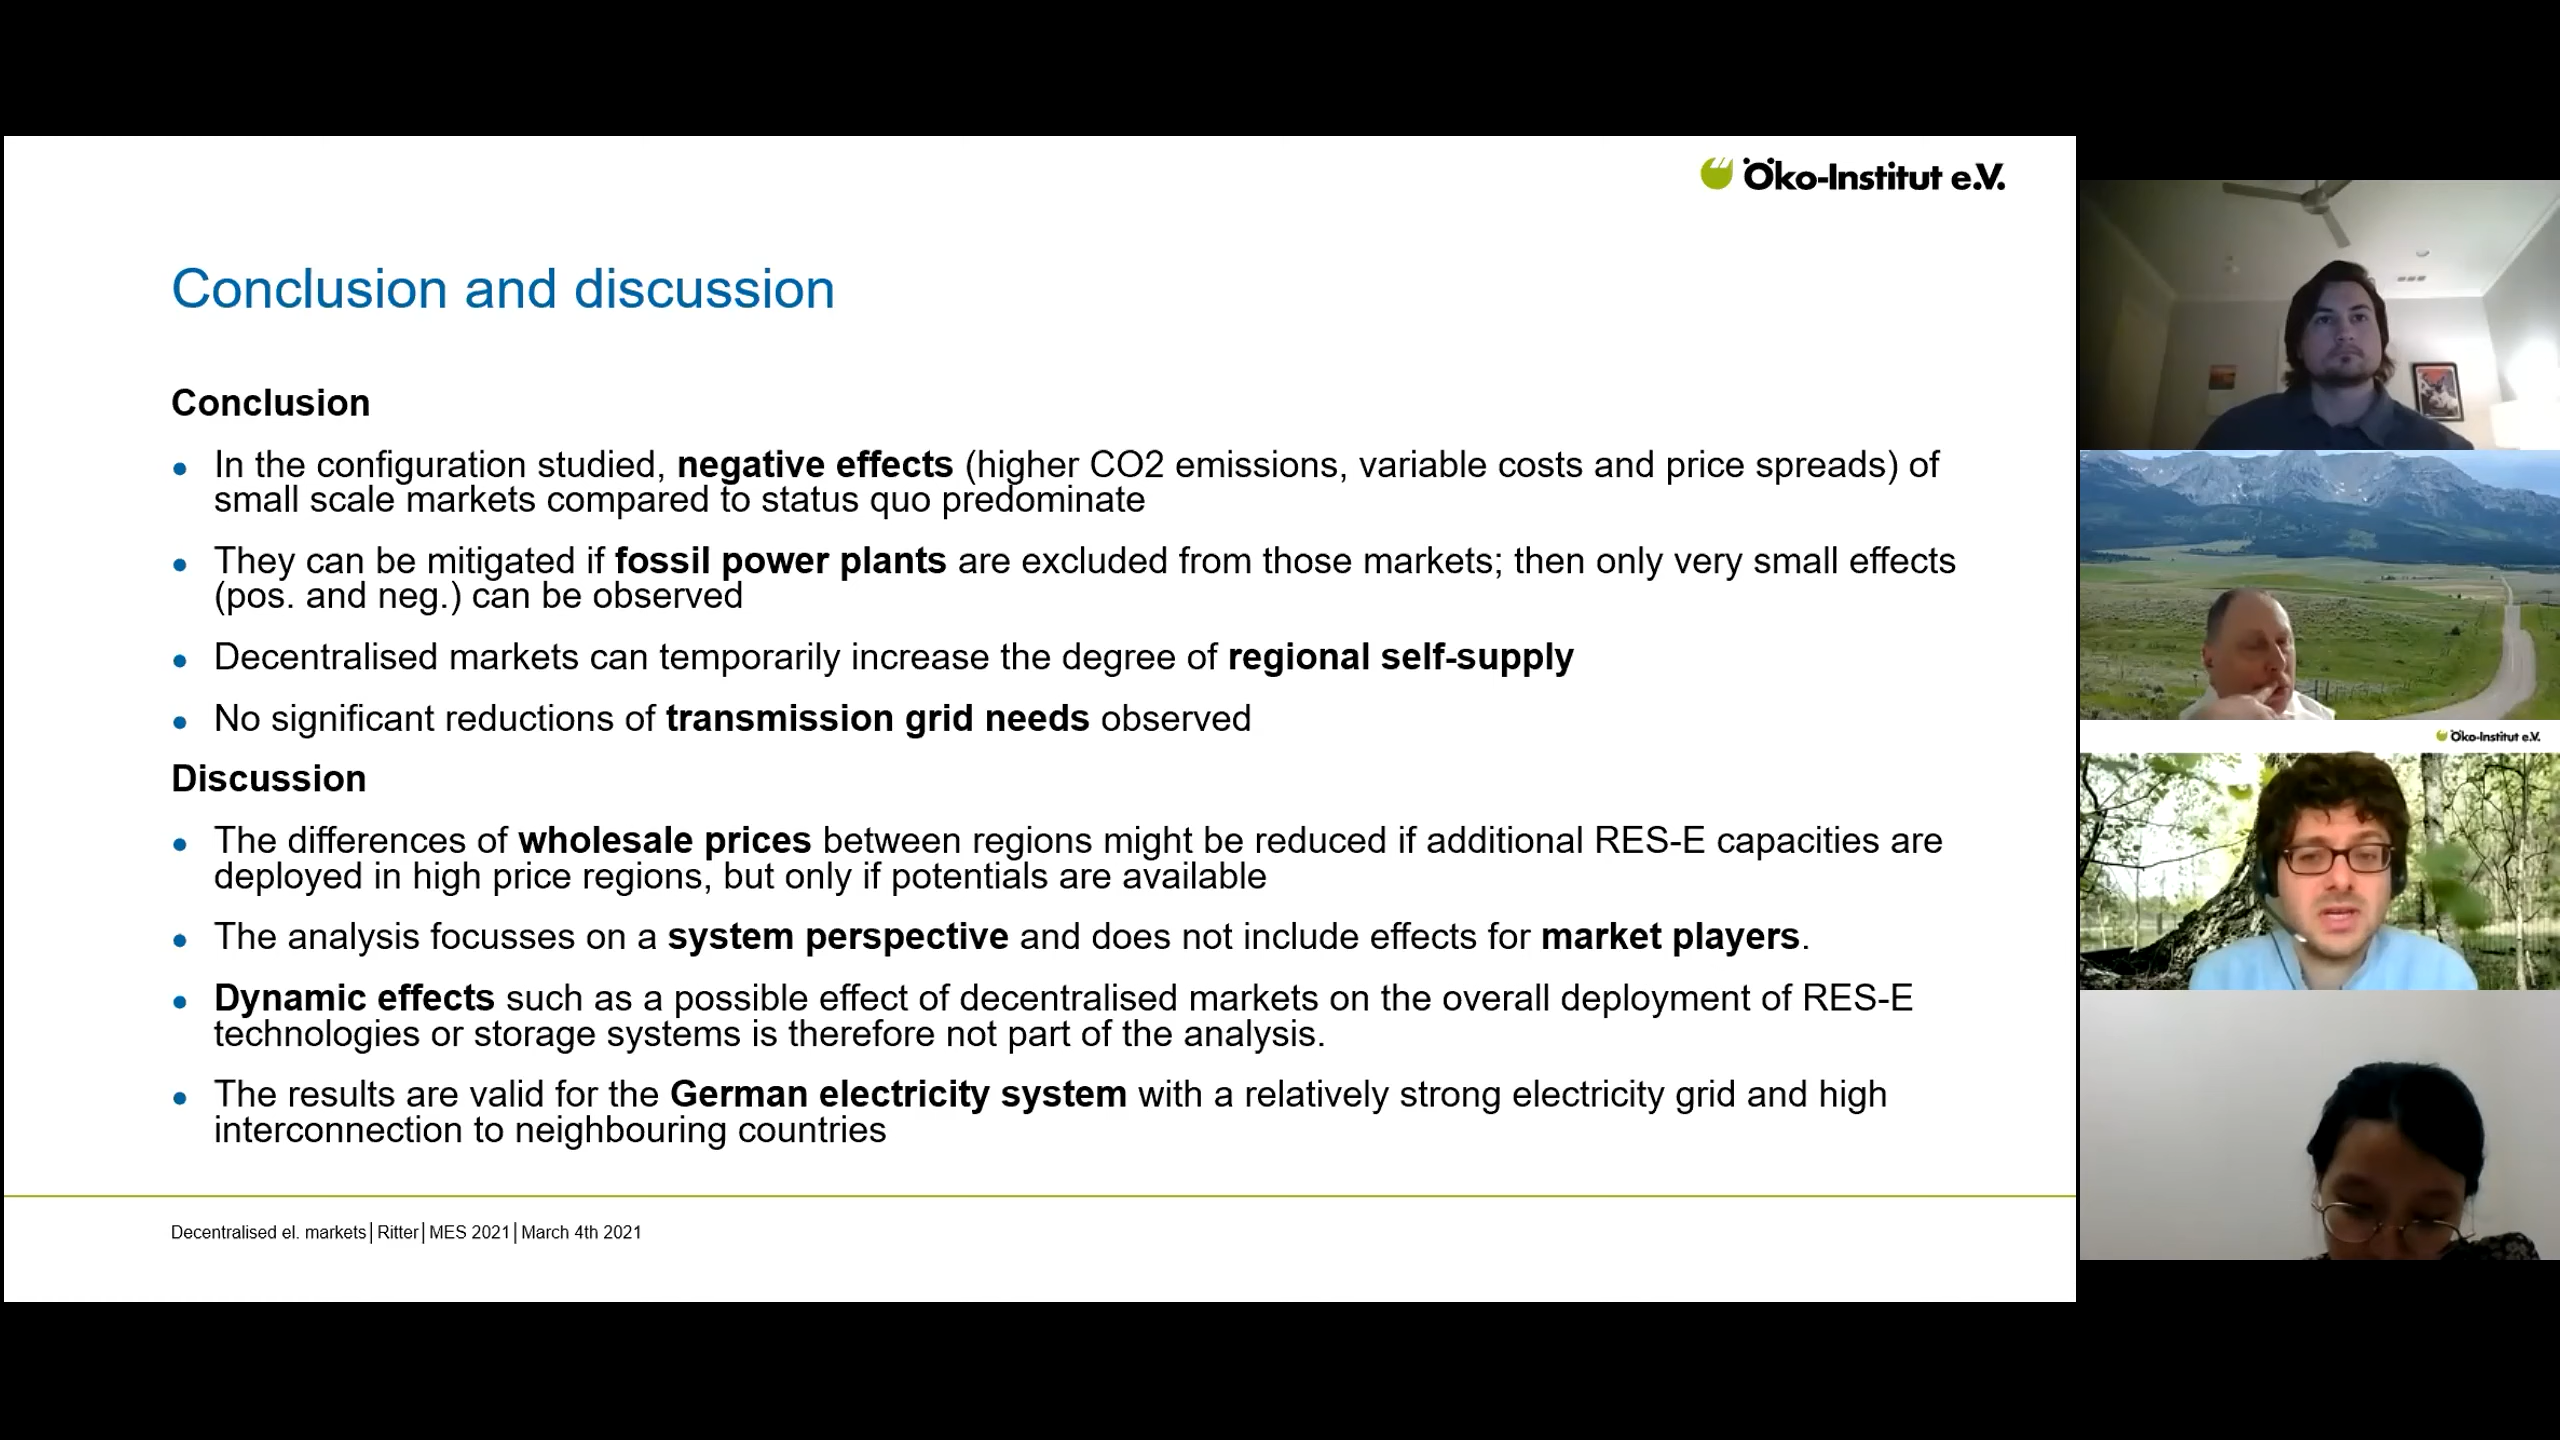 Öko-Institut e.V.
Conclusion and discussion
Conclusion
• In the configuration studied, negative effects (higher CO2 emissions, variable costs and price spreads) of
small scale markets compared to status quo predominate
• They can be mitigated if fossil power plants are excluded from those markets; then only very small effects
(pos. and neg.) can be observed
• Decentralised markets can temporarily increase the degree of regional self-supply
• No significant reductions of transmission grid needs observed
Discussion
• The differences of wholesale prices between regions might be reduced if additional RES-E capacities are
deployed in high price regions, but only if potentials are available
• The analysis focusses on a system perspective and does not include effects for market players.
• Dynamic effects such as a possible effect of decentralised markets on the overall deployment of RES-E
technologies or storage systems is therefore not part of the analysis.
• The results are valid for the German electricity system with a relatively strong electricity grid and high
interconnection to neighbouring countries
Decentralised el. markets│Ritter│MES 2021│March 4th 2021
Öko-Institut e.V.